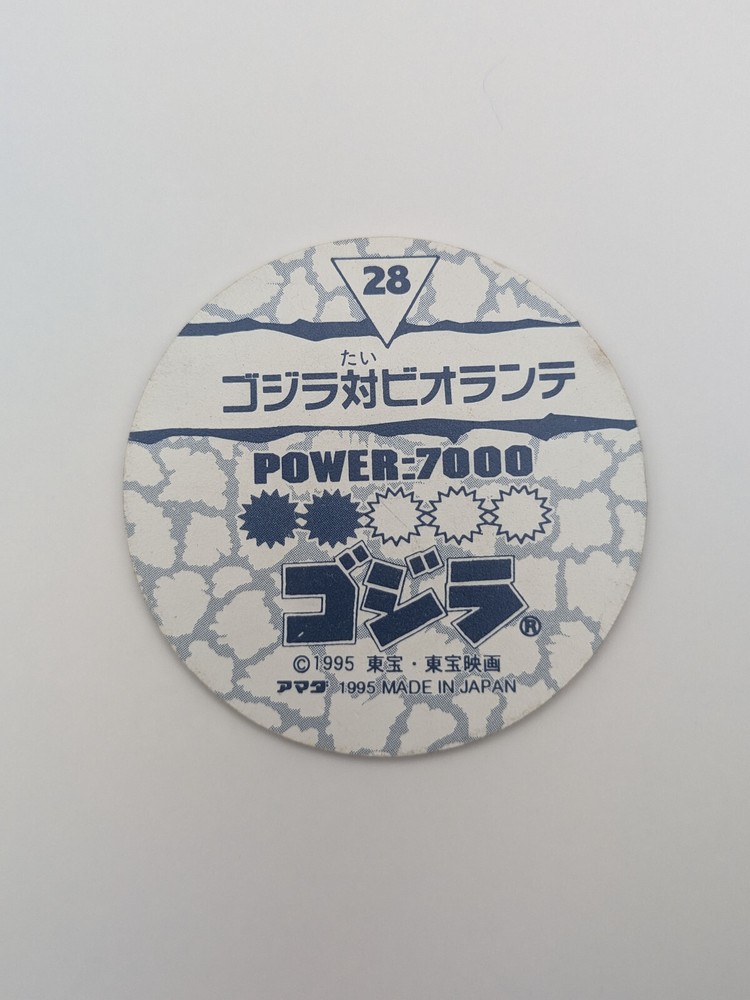 28
たい
ゴジラ対ビオランテ
POWER:7000
ゴジラ®
©1995 東宝・東宝映画
アマダ 1995 MADE IN JAPAN